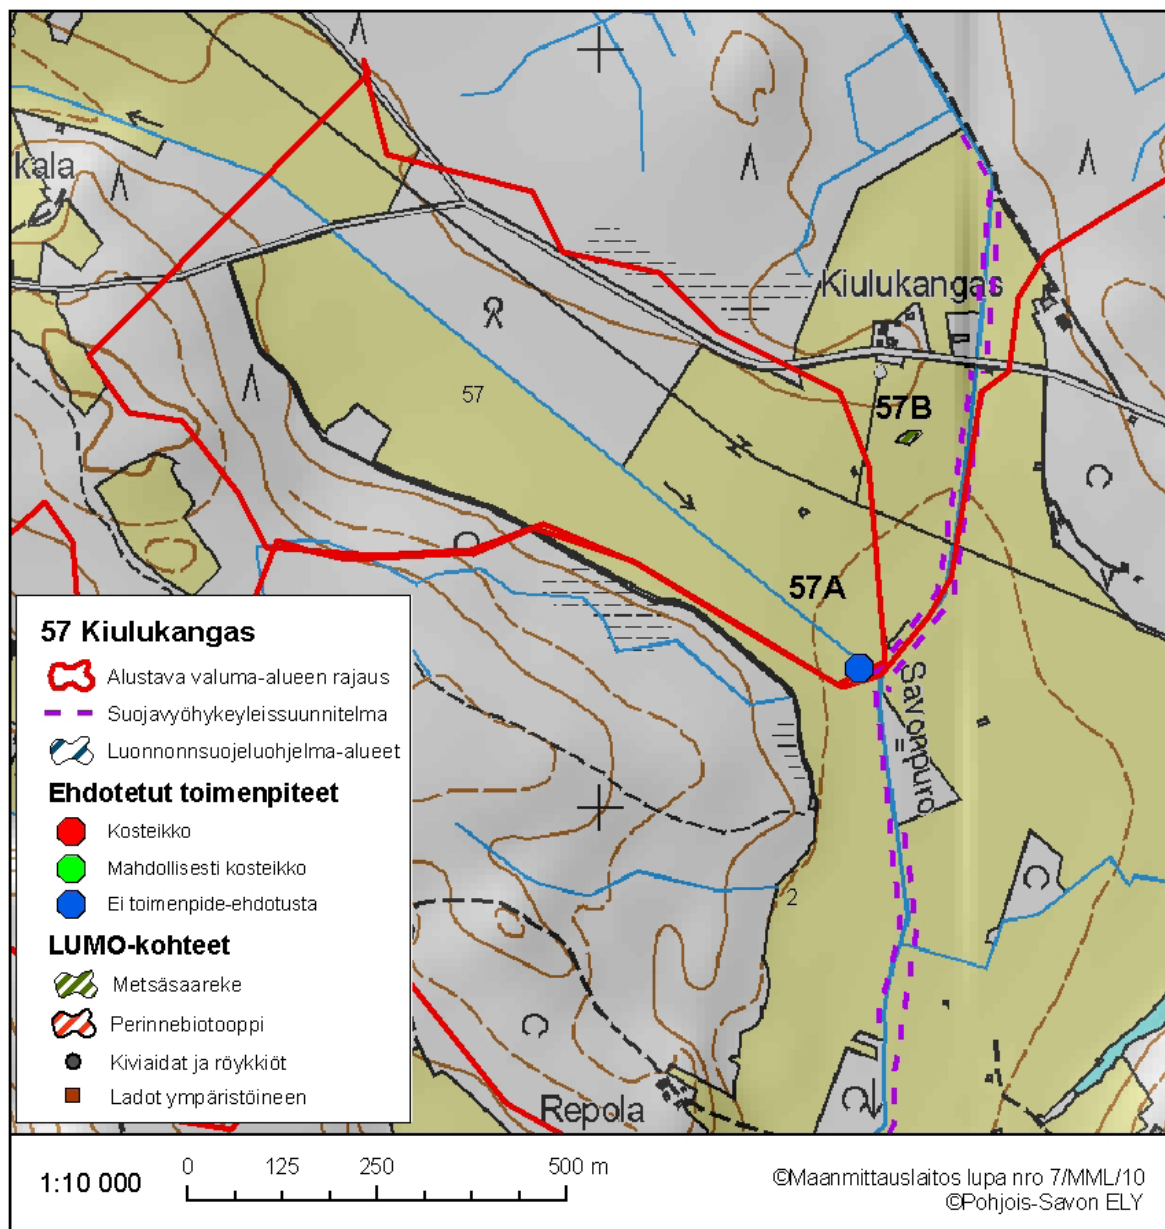 kala
Kiulukangas
57B
57
57A
Savonpuro
2
57 Kiulukangas
Alustava valuma-alueen rajaus
Suojavyöhykeyleissuunnitelma
Luonnonnsuojeluohjelma-alueet
Ehdotetut toimenpiteet
Kosteikko
Mahdollisesti kosteikko
Ei toimenpide-ehdotusta
LUMO-kohteet
Metsäsaareke
Perinnebiotooppi
Kiviaidat ja röykkiöt
Ladot ympäristöineen
Repola
1:10 000
0 125 250 500 m
©Maanmittauslaitos lupa nro 7/MML/10
©Pohjois-Savon ELY